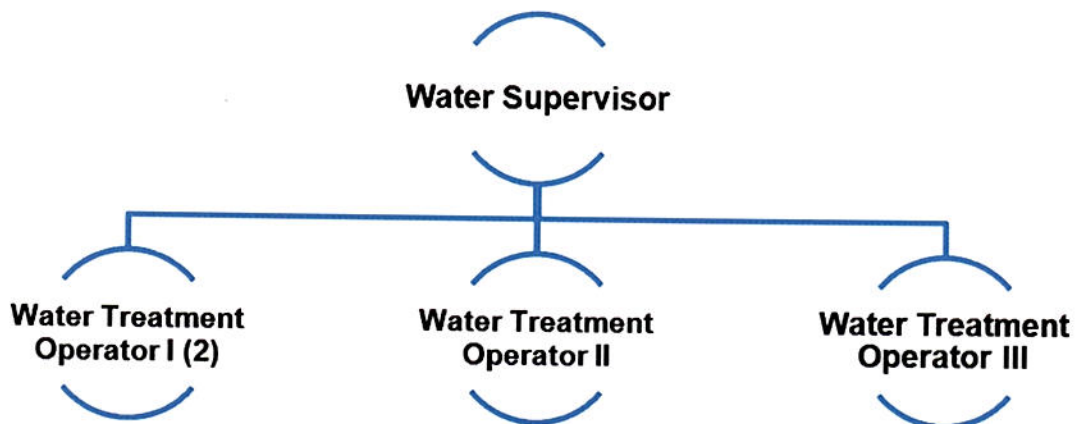 Water Supervisor
Water Treatment
Operator I (2)
Water Treatment
Operator II
Water Treatment
Operator III